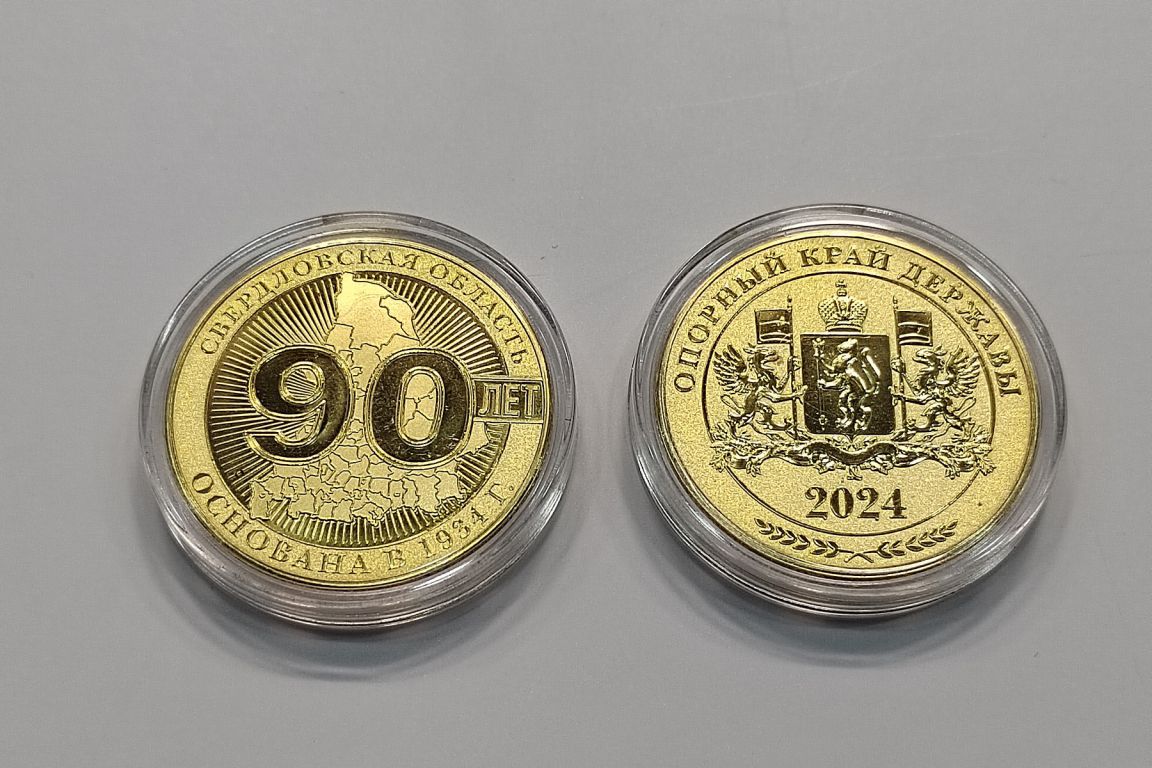 СВЕРДЛОВСКАЯ ОБЛАСТЬ
90 ЛЕТ
ОСНОВАНА В 1934 Г.
ОПОРНЫЙ КРАЙ ДЕРЖАВЫ
2024